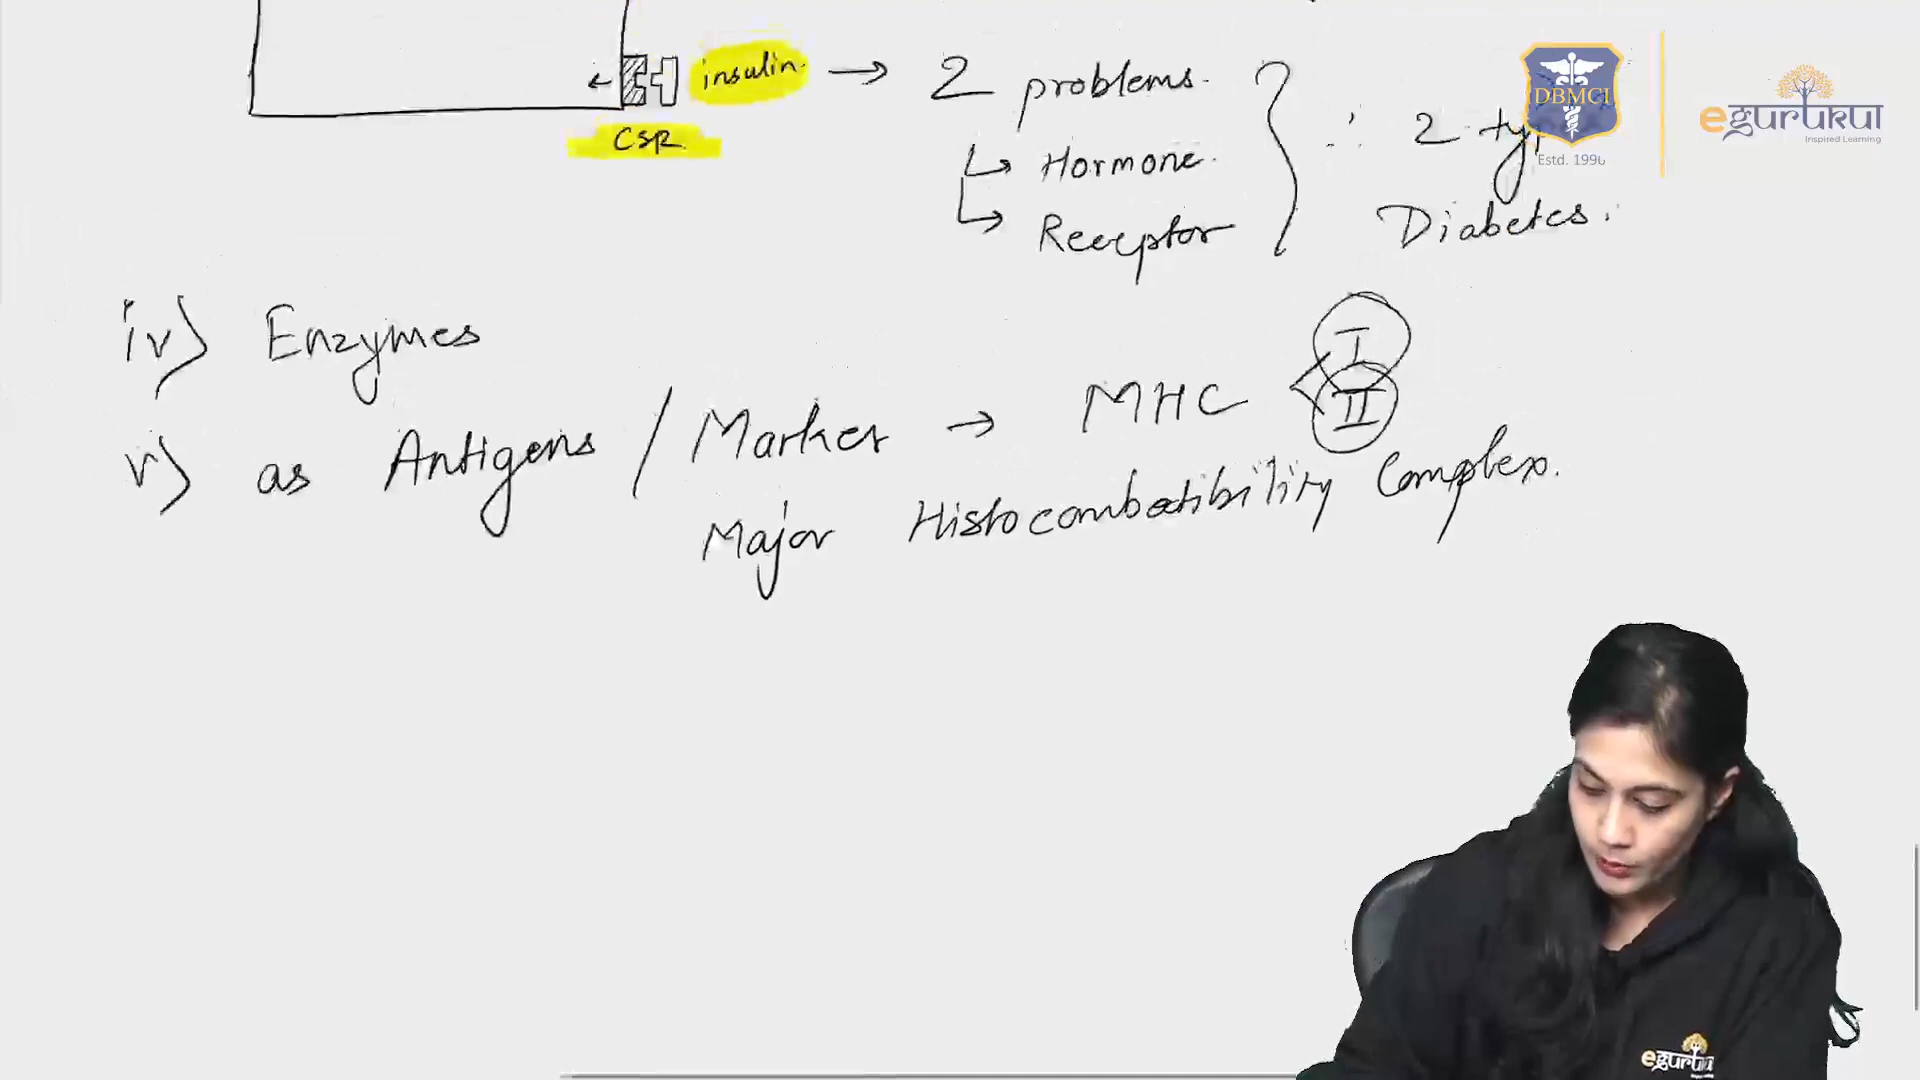 insulin. → 2 problems.
CSR
↳ Hormone.
↳ Receptor
∴ 2
Diabetes.
DBMCI
Estd. 1996
egurukul
Inspired Learning
iv) Enzymes
v) as Antigens / Marker → MHC < I
II
Major Histocombatibility Complex.
egurukul